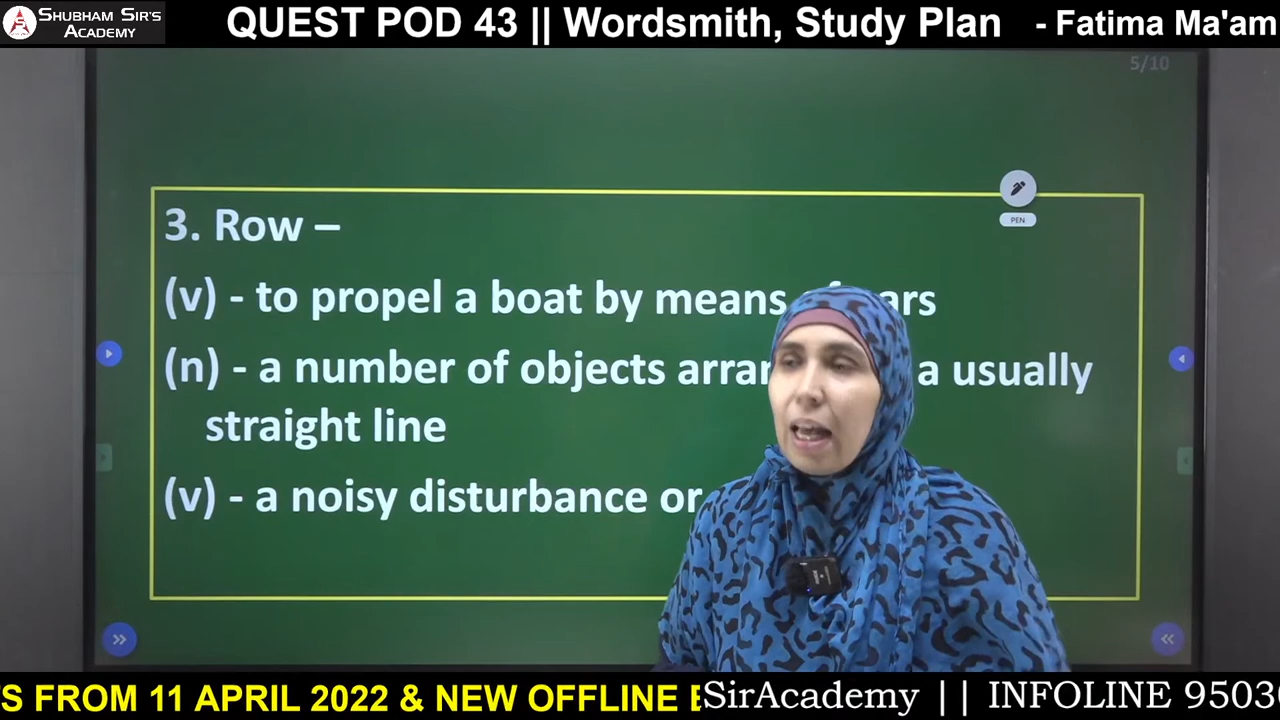 SHUBHAM SIR'S
ACADEMY
QUEST POD 43 || Wordsmith, Study Plan - Fatima Ma'am
5/10
3. Row –
PEN
(v) - to propel a boat by means
(n) - a number of objects a usually
straight line
(v) - a noisy disturbance or
FROM 11 APRIL 2022 & NEW OFFLINE
SirAcademy || INFOLINE 9503